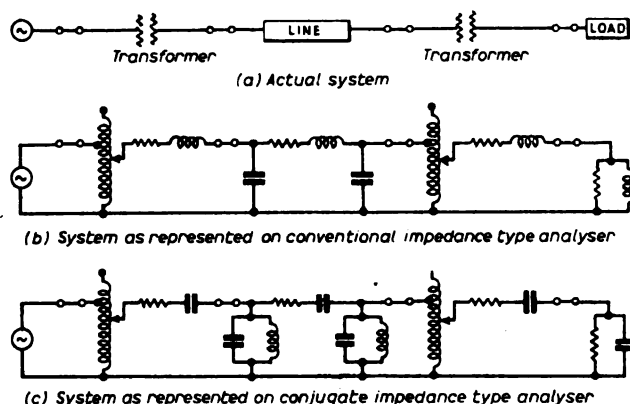 LINE
LOAD
Transformer
Transformer
(a) Actual system
(b) System as represented on conventional impedance type analyser
(c) System as represented on conjugate impedance type analyser